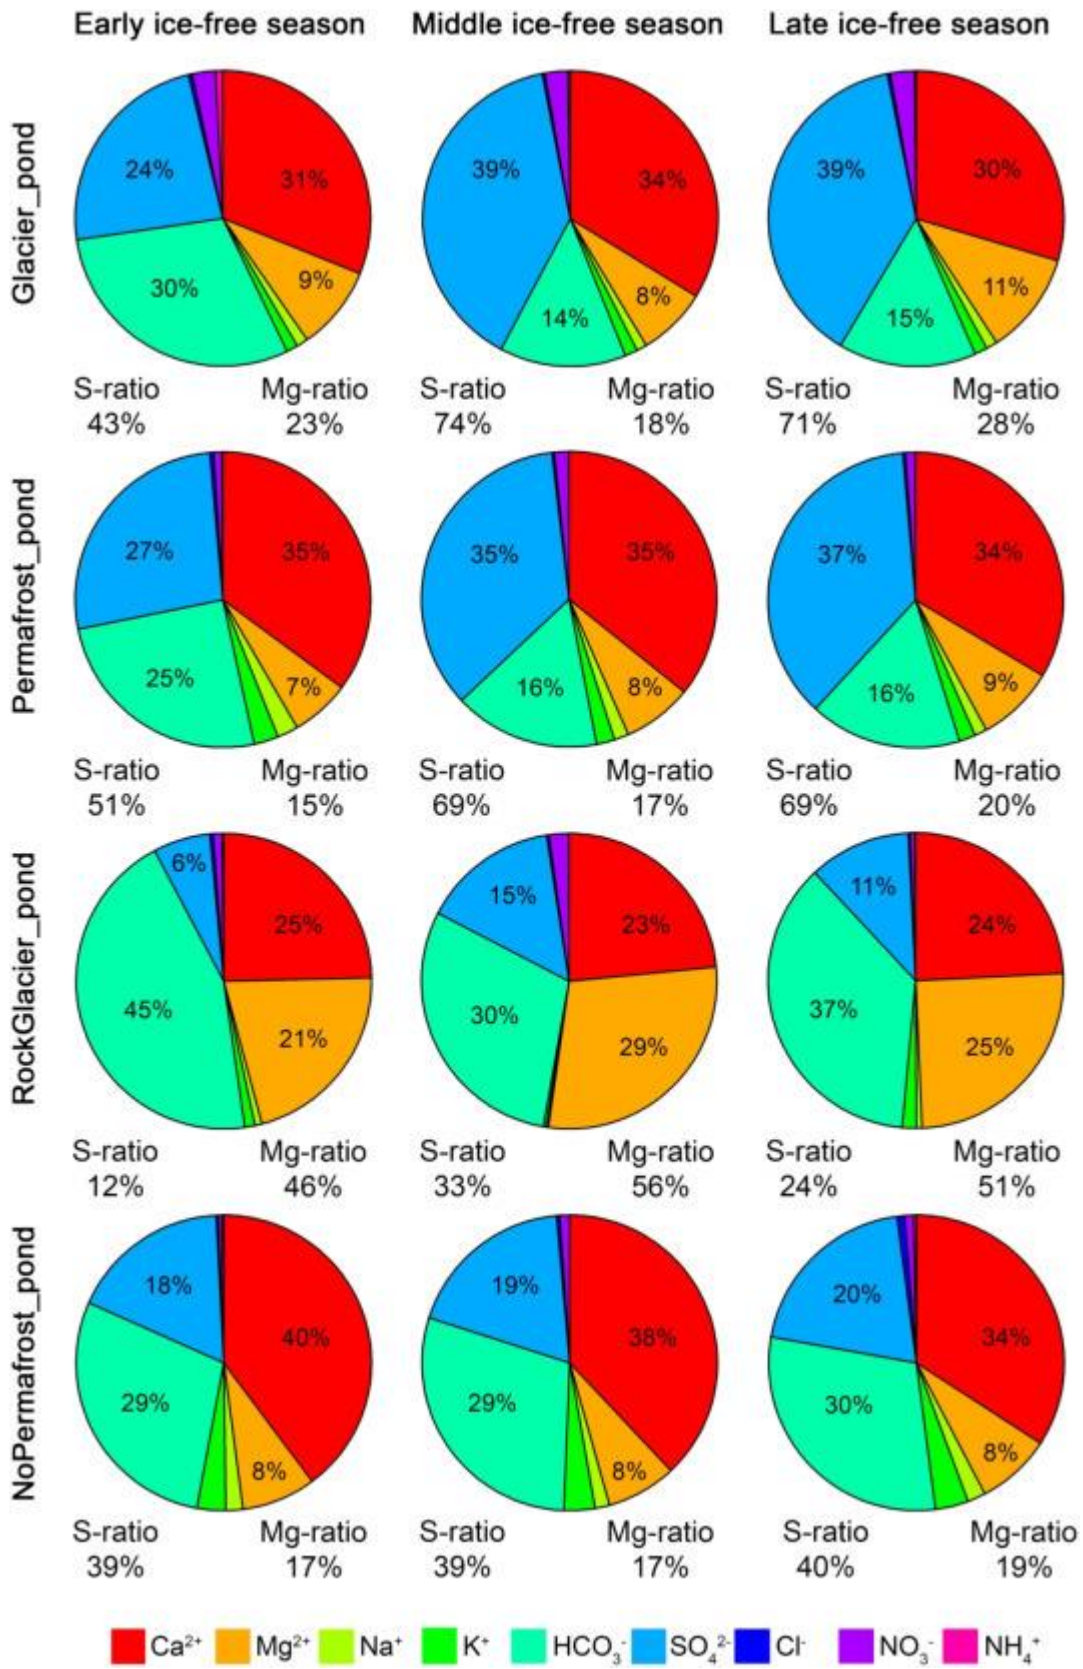 Early ice-free season Middle ice-free season Late ice-free season
Glacier_pond
24% 31% 9% 30%
39% 34% 8% 14%
39% 30% 11% 15%
S-ratio Mg-ratio S-ratio Mg-ratio S-ratio Mg-ratio
43% 23% 74% 18% 71% 28%
Permafrost_pond
27% 35% 7% 25%
35% 35% 8% 16%
37% 34% 9% 16%
S-ratio Mg-ratio S-ratio Mg-ratio S-ratio Mg-ratio
51% 15% 69% 17% 69% 20%
RockGlacier_pond
6% 25% 21% 45%
15% 23% 29% 30%
11% 24% 25% 37%
S-ratio Mg-ratio S-ratio Mg-ratio S-ratio Mg-ratio
12% 46% 33% 56% 24% 51%
NoPermafrost_pond
18% 40% 8% 29%
19% 38% 8% 29%
20% 34% 8% 30%
S-ratio Mg-ratio S-ratio Mg-ratio S-ratio Mg-ratio
39% 17% 39% 17% 40% 19%
Ca²⁺ Mg²⁺ Na⁺ K⁺ HCO₃⁻ SO₄²⁻ Cl⁻ NO₃⁻ NH₄⁺